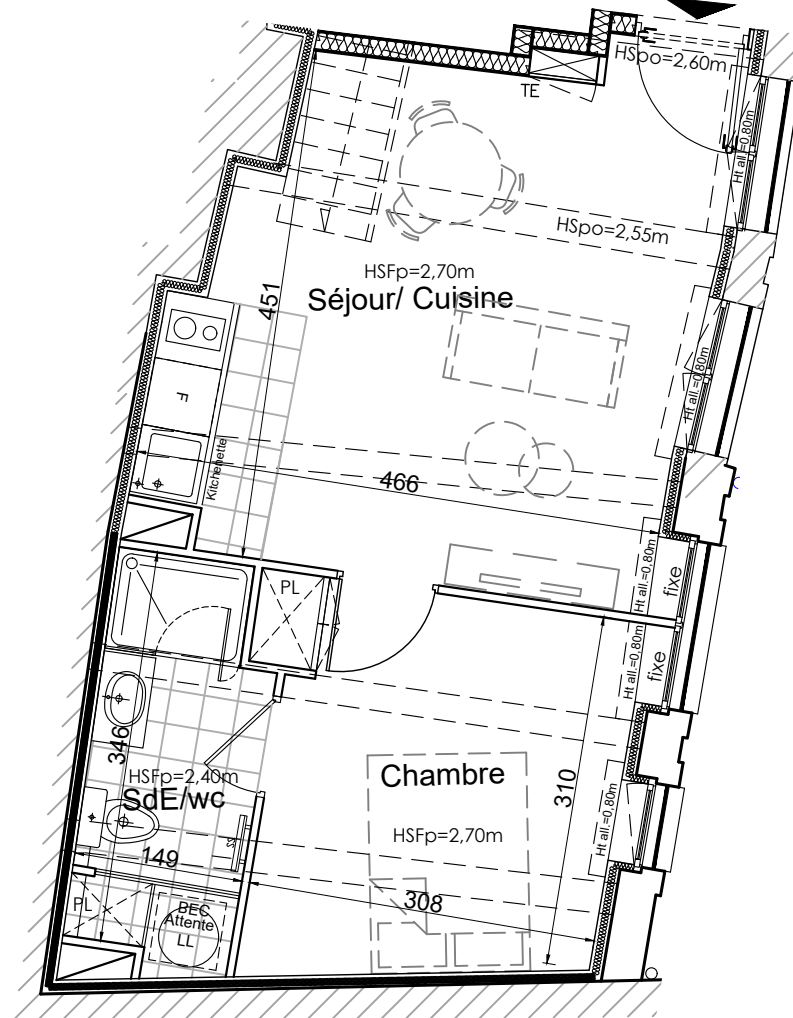 HSpo=2,60m
TE
Ht all.=0,80m
HSpo=2,55m
HSFp=2,70m
Séjour/ Cuisine
451
Ht all.=0,80m
F
Kitchenette
466
Ht all.=0,80m
fixe
PL
Ht all.=0,80m
fixe
346
HSFp=2,40m
SdE/wc
Chambre
310
HSFp=2,70m
Ht all.=0,80m
149
308
PL
BEC
Attente
LL